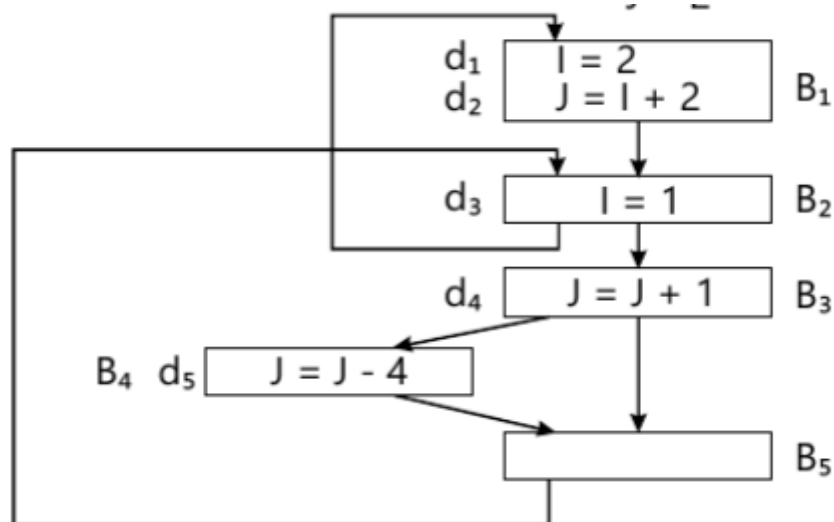 d₁ I = 2
d₂ J = I + 2 B₁
d₃ I = 1 B₂
d₄ J = J + 1 B₃
B₄ d₅ J = J - 4
B₅